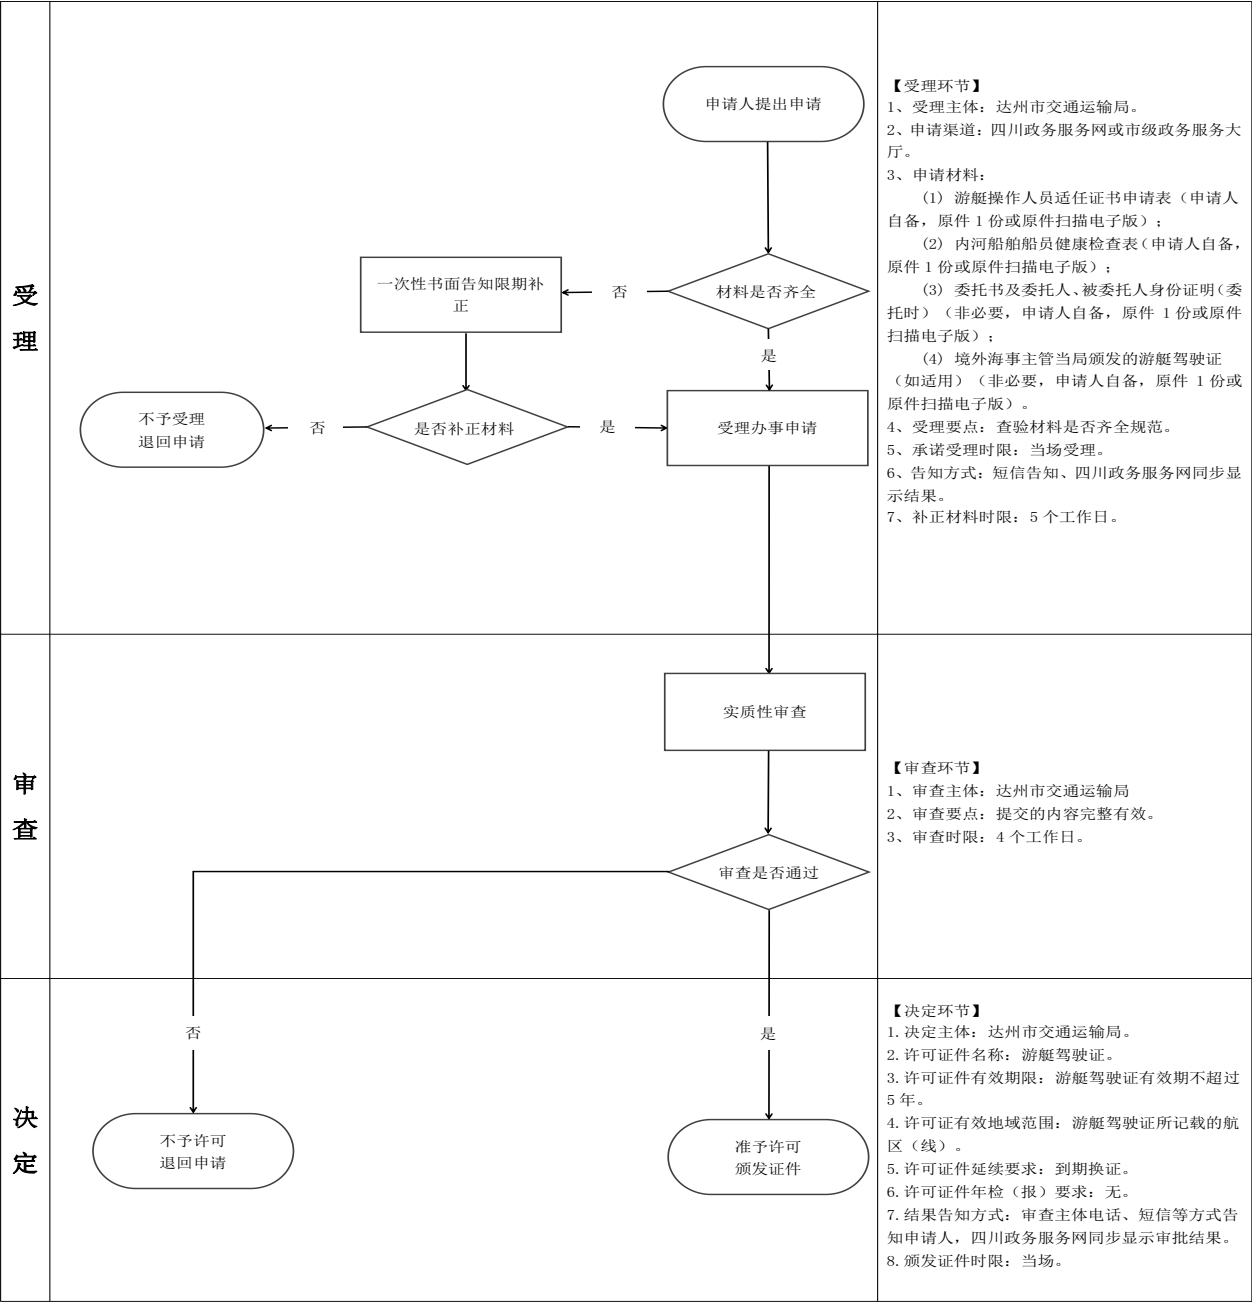 受
理
申请人提出申请
材料是否齐全
否
一次性书面告知限期补
正
是
不予受理
退回申请
否
是否补正材料
是
受理办事申请
【受理环节】
1、受理主体：达州市交通运输局。
2、申请渠道：四川政务服务网或市级政务服务大
厅。
3、申请材料：
（1）游艇操作人员适任证书申请表（申请人
自备，原件 1 份或原件扫描电子版）；
（2）内河船舶船员健康检查表（申请人自备，
原件 1 份或原件扫描电子版）；
（3）委托书及委托人、被委托人身份证明（委
托时）（非必要，申请人自备，原件 1 份或原件
扫描电子版）；
（4）境外海事主管当局颁发的游艇驾驶证
（如适用）（非必要，申请人自备，原件 1 份或
原件扫描电子版）。
4、受理要点：查验材料是否齐全规范。
5、承诺受理时限：当场受理。
6、告知方式：短信告知、四川政务服务网同步显
示结果。
7、补正材料时限：5 个工作日。
审
查
实质性审查
审查是否通过
【审查环节】
1、审查主体：达州市交通运输局
2、审查要点：提交的内容完整有效。
3、审查时限：4 个工作日。
决
定
否
是
不予许可
退回申请
准予许可
颁发证件
【决定环节】
1.决定主体：达州市交通运输局。
2.许可证件名称：游艇驾驶证。
3.许可证件有效期限：游艇驾驶证有效期不超过
5 年。
4.许可证有效地域范围：游艇驾驶证所记载的航
区（线）。
5.许可证件延续要求：到期换证。
6.许可证件年检（报）要求：无。
7.结果告知方式：审查主体电话、短信等方式告
知申请人，四川政务服务网同步显示审批结果。
8.颁发证件时限：当场。